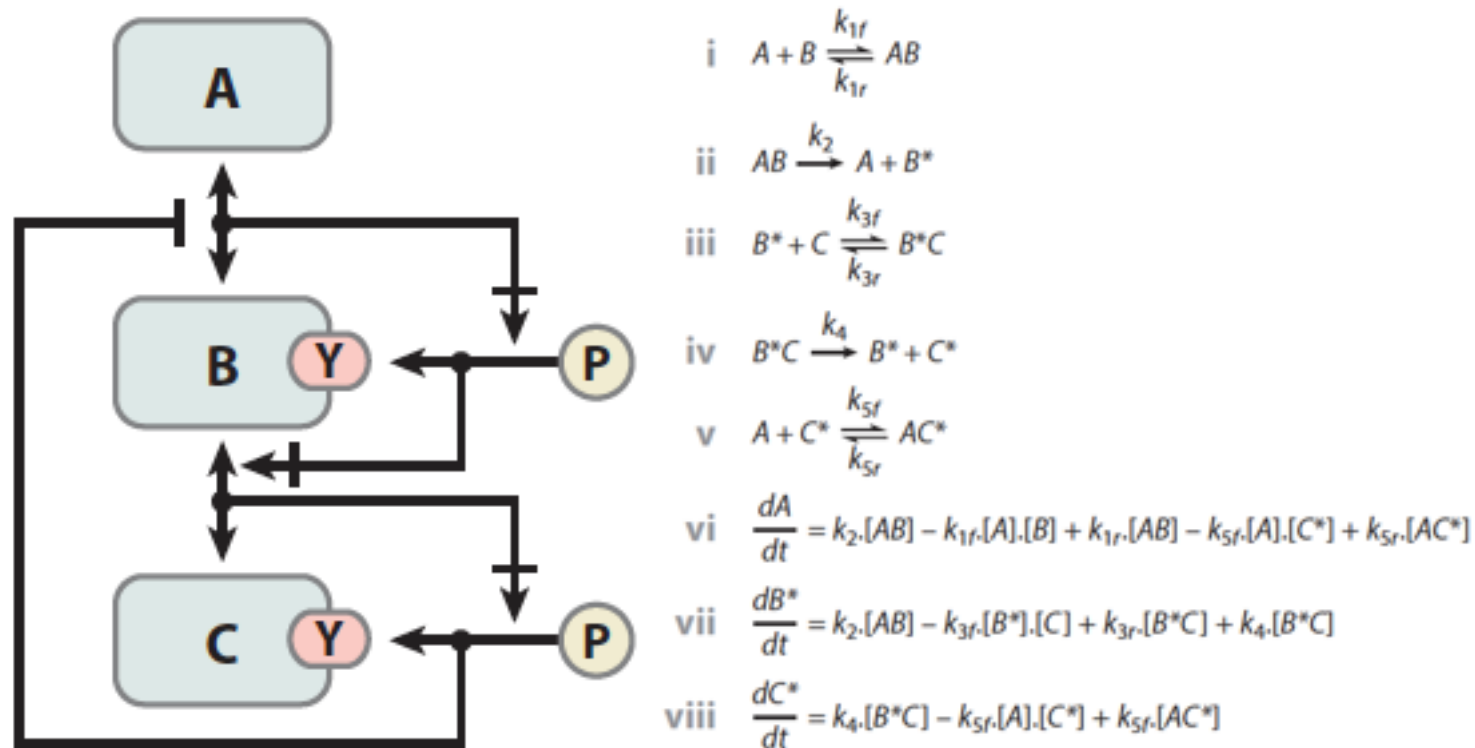 A
B Y P
C Y P
i A + B ⇌ AB k1f k1r
ii AB → A + B* k2
iii B* + C ⇌ B*C k3f k3r
iv B*C → B* + C* k4
v A + C* ⇌ AC* k5f k5r
vi dA/dt = k2.[AB] – k1f.[A].[B] + k1r.[AB] – k5f.[A].[C*] + k5r.[AC*]
vii dB*/dt = k2.[AB] – k3f.[B*].[C] + k3r.[B*C] + k4.[B*C]
viii dC*/dt = k4.[B*C] – k5f.[A].[C*] + k5f.[AC*]